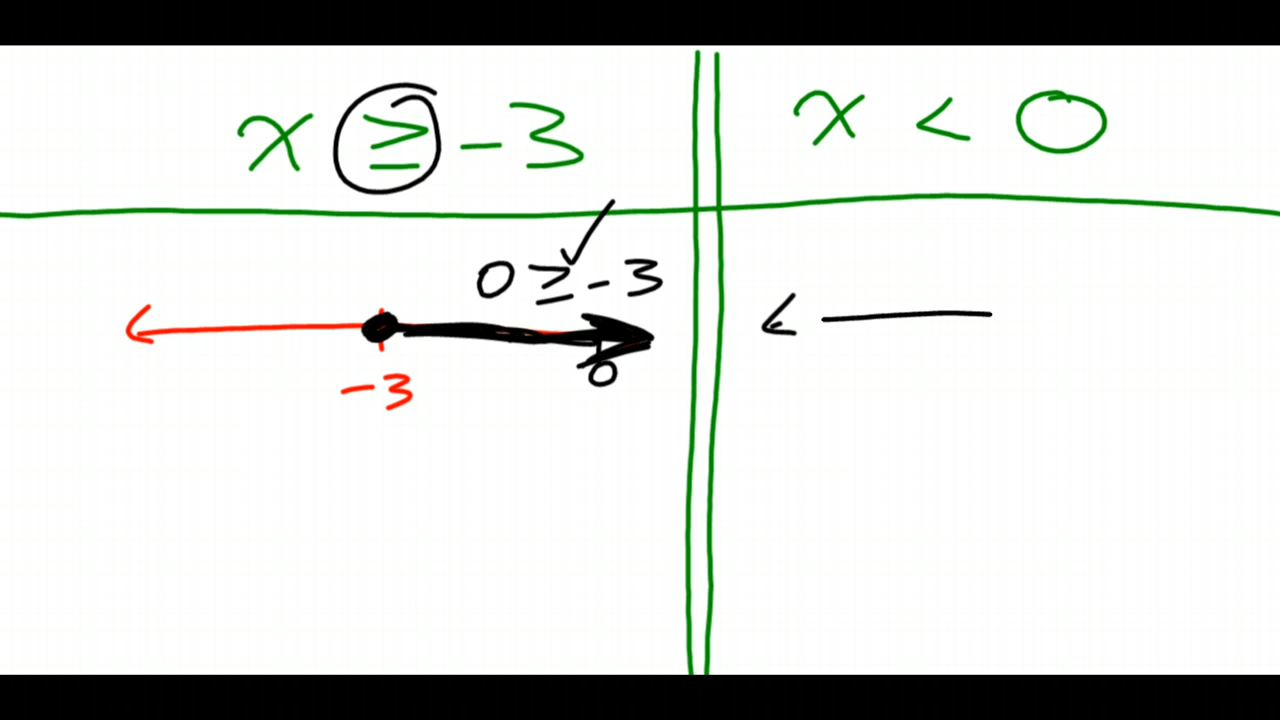 x ≥ -3
x < 0
0 ≥ -3
0
-3